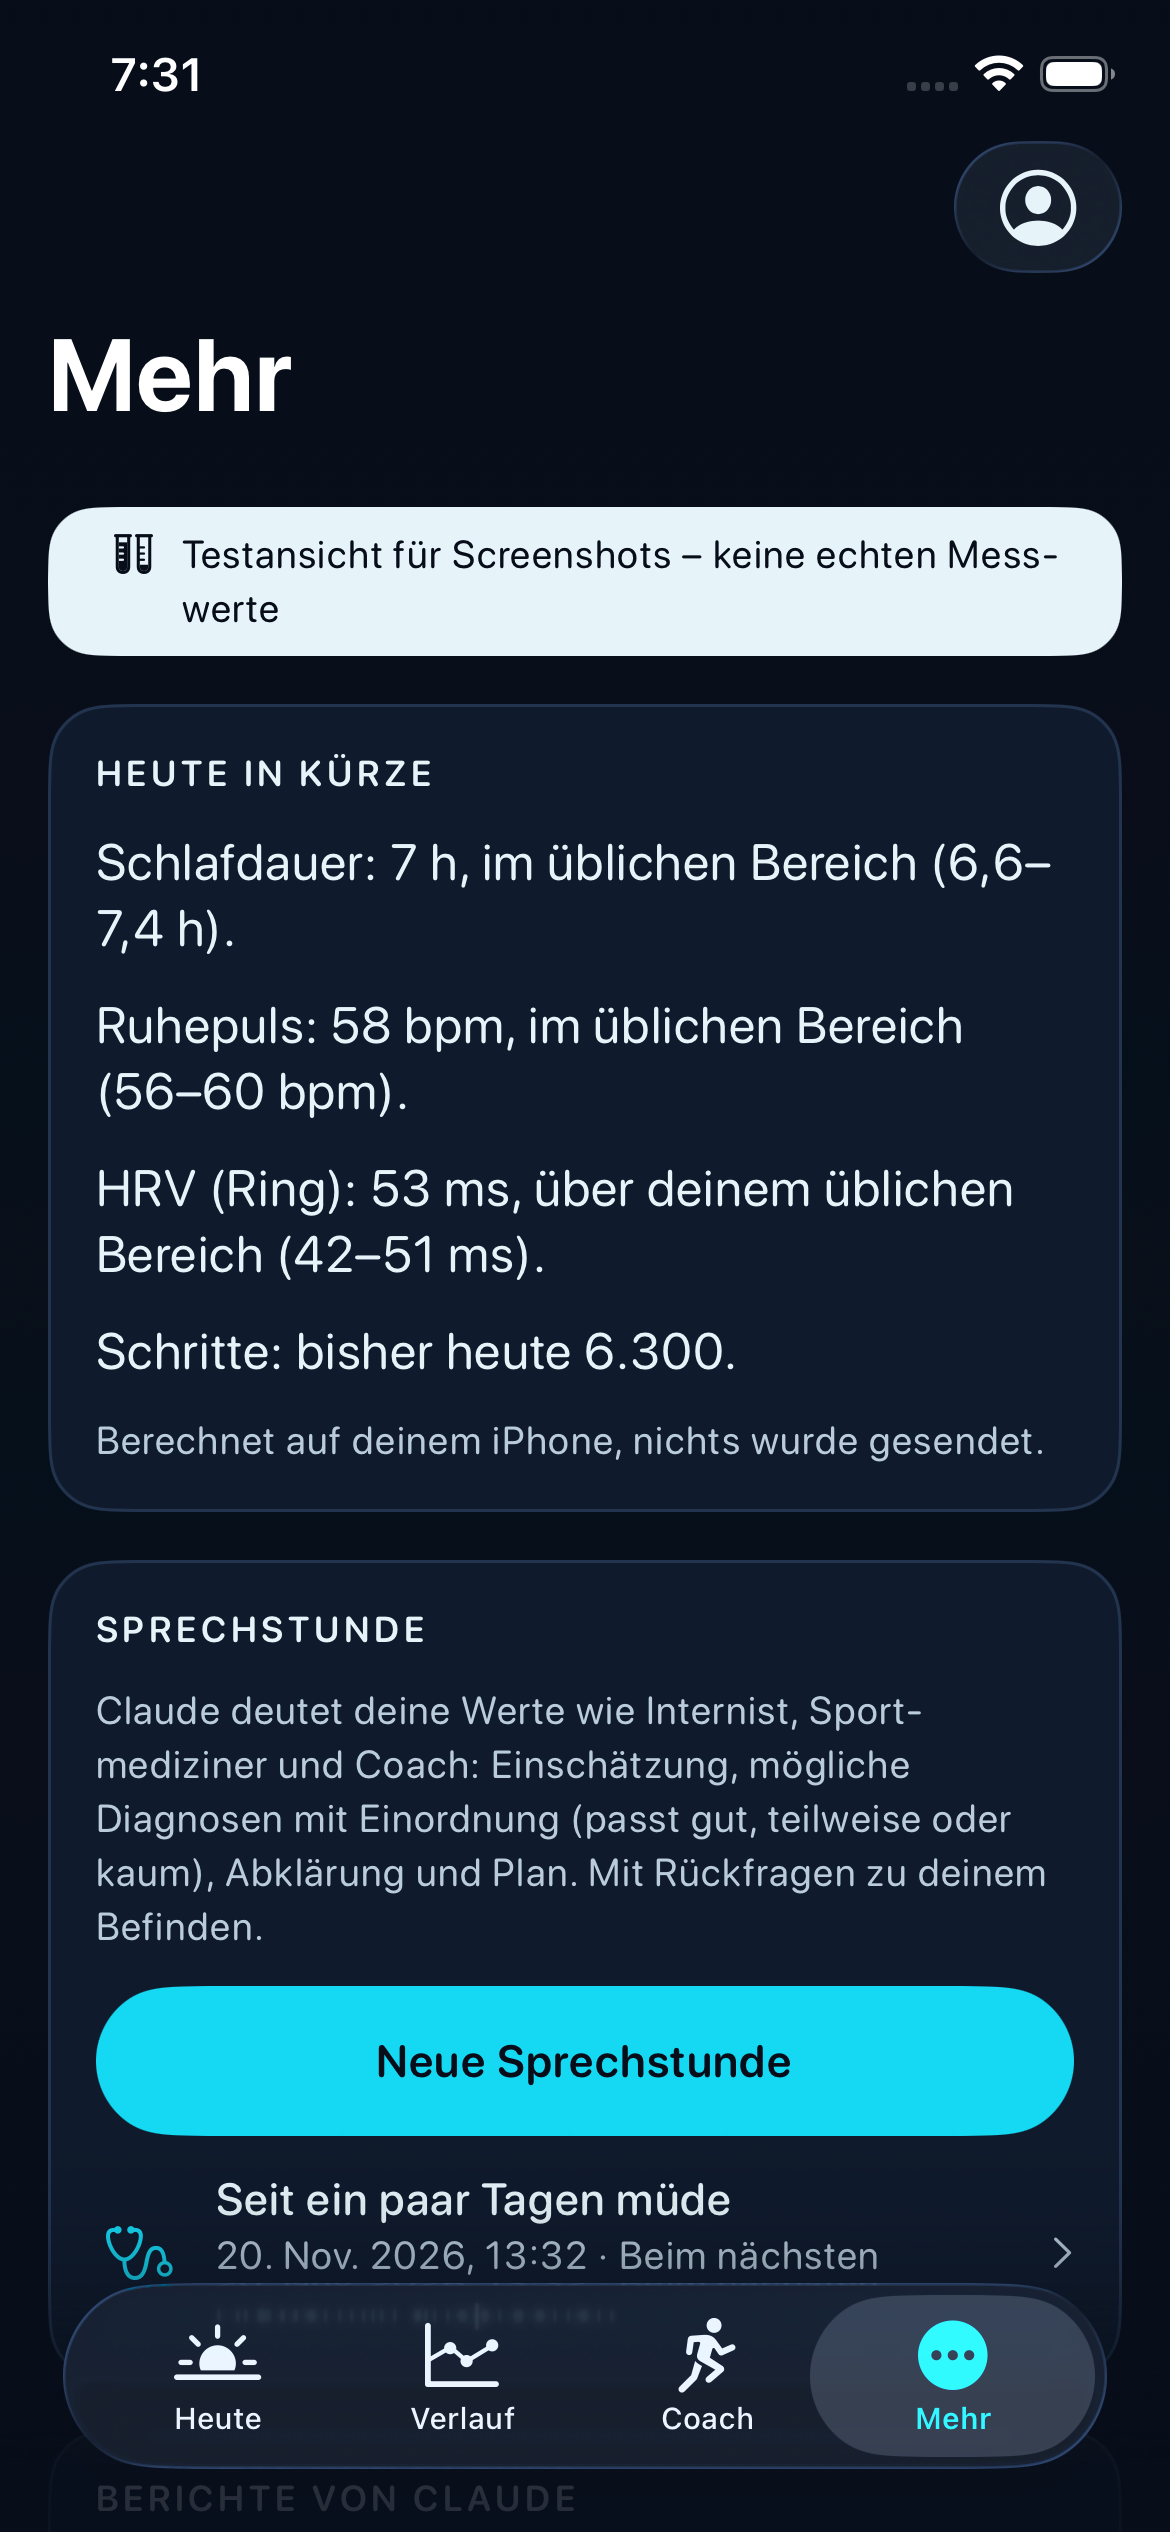 7:31
Mehr
Testansicht für Screenshots – keine echten Mess-
werte
HEUTE IN KÜRZE
Schlafdauer: 7 h, im üblichen Bereich (6,6–
7,4 h).
Ruhepuls: 58 bpm, im üblichen Bereich
(56–60 bpm).
HRV (Ring): 53 ms, über deinem üblichen
Bereich (42–51 ms).
Schritte: bisher heute 6.300.
Berechnet auf deinem iPhone, nichts wurde gesendet.
SPRECHSTUNDE
Claude deutet deine Werte wie Internist, Sport-
mediziner und Coach: Einschätzung, mögliche
Diagnosen mit Einordnung (passt gut, teilweise oder
kaum), Abklärung und Plan. Mit Rückfragen zu deinem
Befinden.
Neue Sprechstunde
Seit ein paar Tagen müde
20. Nov. 2026, 13:32 · Beim nächsten
Heute
Verlauf
Coach
Mehr
BERICHTE VON CLAUDE